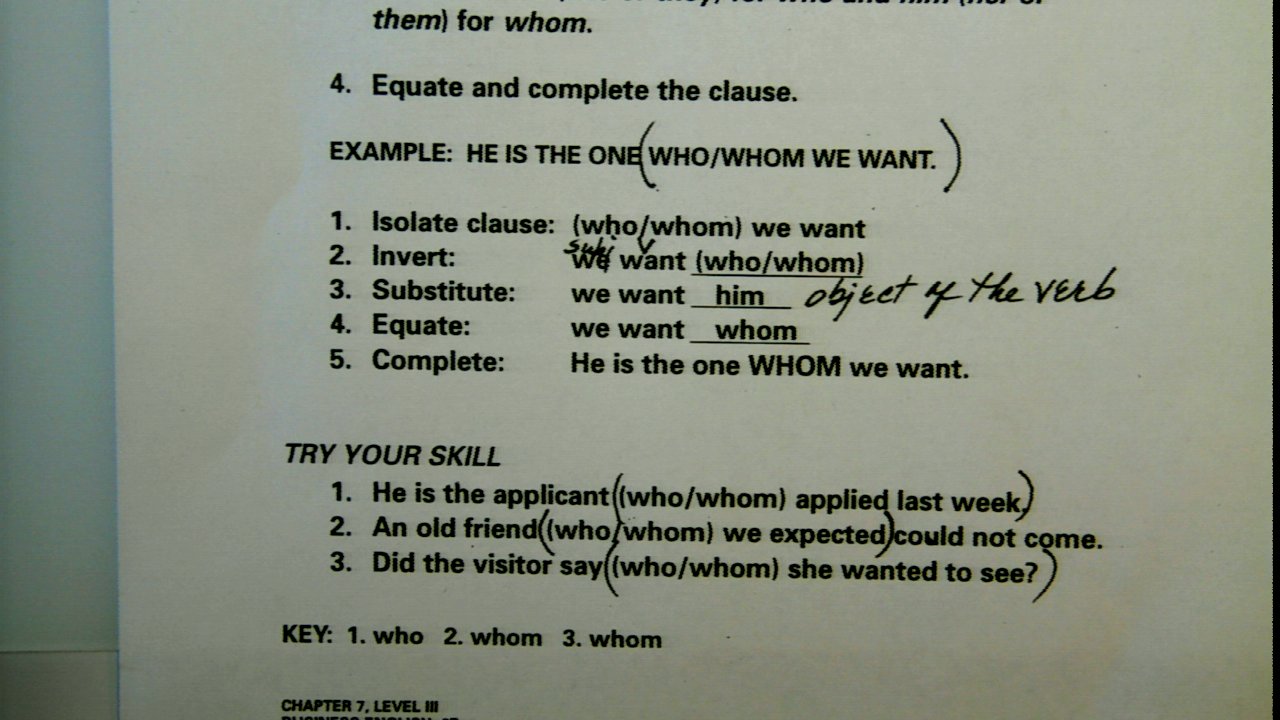 them) for whom.
4. Equate and complete the clause.
EXAMPLE: HE IS THE ONE (WHO/WHOM WE WANT.)
1. Isolate clause: (who/whom) we want
subj v
2. Invert: we want (who/whom)
3. Substitute: we want him object of the verb
4. Equate: we want whom
5. Complete: He is the one WHOM we want.
TRY YOUR SKILL
1. He is the applicant ((who/whom) applied last week.)
2. An old friend ((who/whom) we expected) could not come.
3. Did the visitor say ((who/whom) she wanted to see?)
KEY: 1. who 2. whom 3. whom
CHAPTER 7, LEVEL III